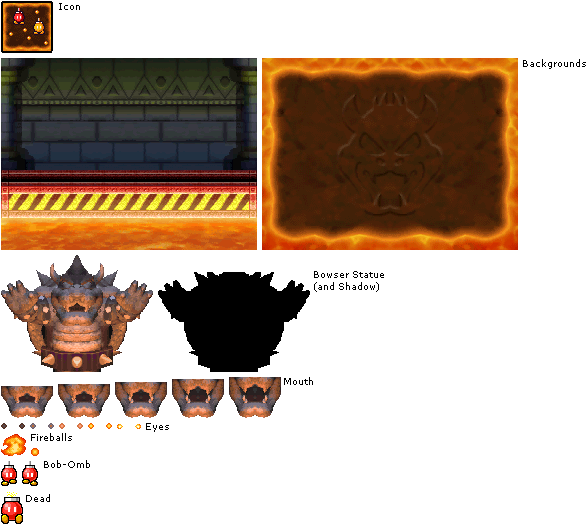 Icon
Backgrounds
Bowser Statue
(and Shadow)
Mouth
Eyes
Fireballs
Bob-Omb
Dead